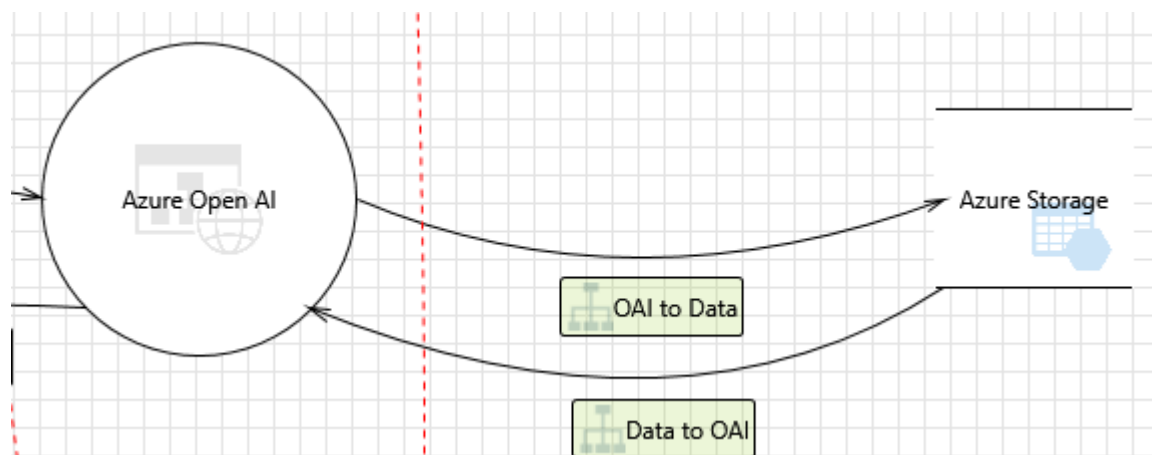 Azure Open AI
Azure Storage
OAI to Data
Data to OAI